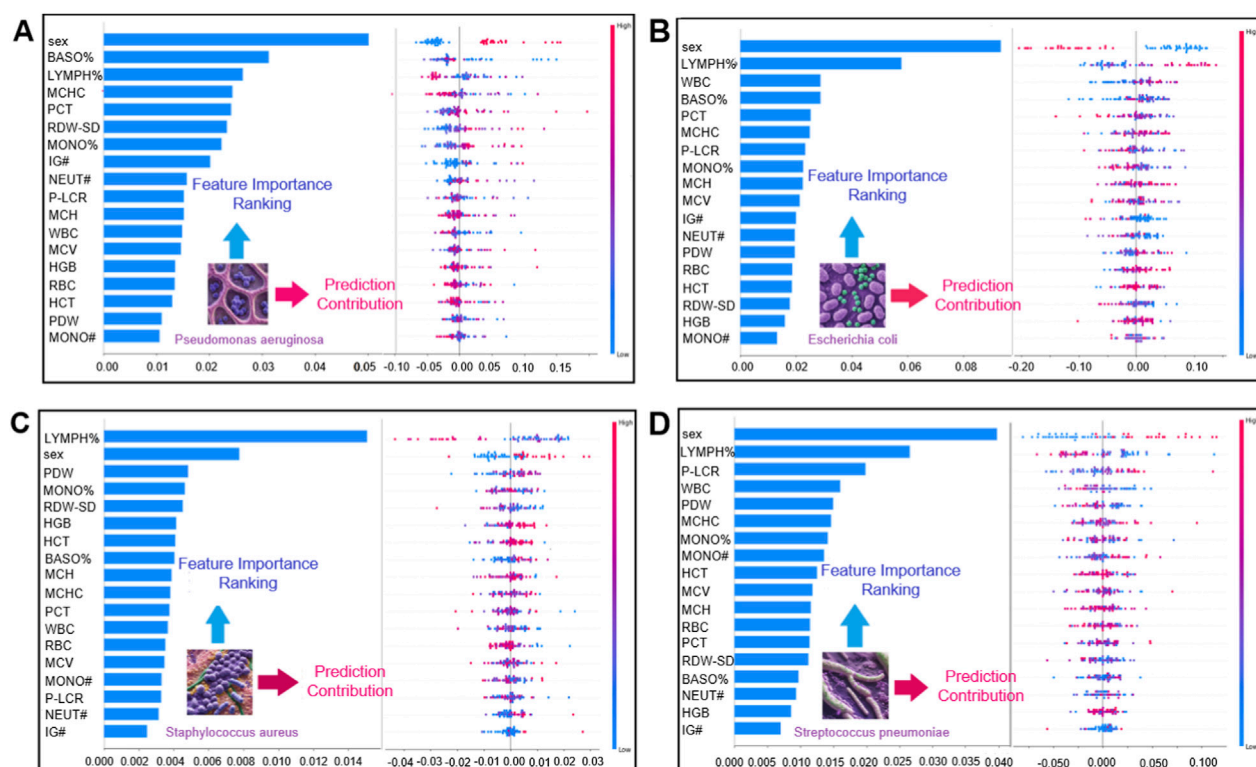 A
sex
BASO%
LYMPH%
MCHC
PCT
RDW-SD
MONO%
IG#
NEUT#
P-LCR
MCH
WBC
MCV
HGB
RBC
HCT
PDW
MONO#
Feature Importance
Ranking
Prediction
Contribution
Pseudomonas aeruginosa
0.00 0.01 0.02 0.03 0.04 0.05
-0.10 -0.05 0.00 0.05 0.10 0.15
High
Low
B
sex
LYMPH%
WBC
BASO%
PCT
MCHC
P-LCR
MONO%
MCH
MCV
IG#
NEUT#
PDW
RBC
HCT
RDW-SD
HGB
MONO#
Feature Importance
Ranking
Prediction
Contribution
Escherichia coli
0.00 0.02 0.04 0.06 0.08
-0.20 -0.10 0.00 0.10
High
Low
C
LYMPH%
sex
PDW
MONO%
RDW-SD
HGB
HCT
BASO%
MCH
MCHC
PCT
WBC
RBC
MCV
MONO#
P-LCR
NEUT#
IG#
Feature Importance
Ranking
Prediction
Contribution
Staphylococcus aureus
0.000 0.002 0.004 0.006 0.008 0.010 0.012 0.014
-0.04 -0.03 -0.02 -0.01 0.00 0.01 0.02 0.03
High
Low
D
sex
LYMPH%
P-LCR
WBC
PDW
MCHC
MONO%
MONO#
HCT
MCV
MCH
RBC
PCT
RDW-SD
BASO%
NEUT#
HGB
IG#
Feature Importance
Ranking
Prediction
Contribution
Streptococcus pneumoniae
0.000 0.005 0.010 0.015 0.020 0.025 0.030 0.035 0.040
-0.050 0.000 0.050 0.100
High
Low